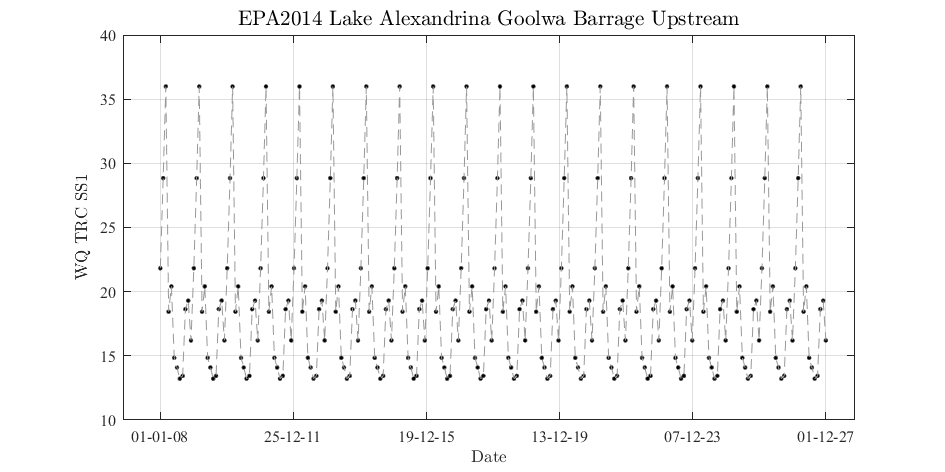 EPA2014 Lake Alexandrina Goolwa Barrage Upstream
40
35
30
25
20
15
10
WQ TRC SS1
01-01-08 25-12-11 19-12-15 13-12-19 07-12-23 01-12-27
Date